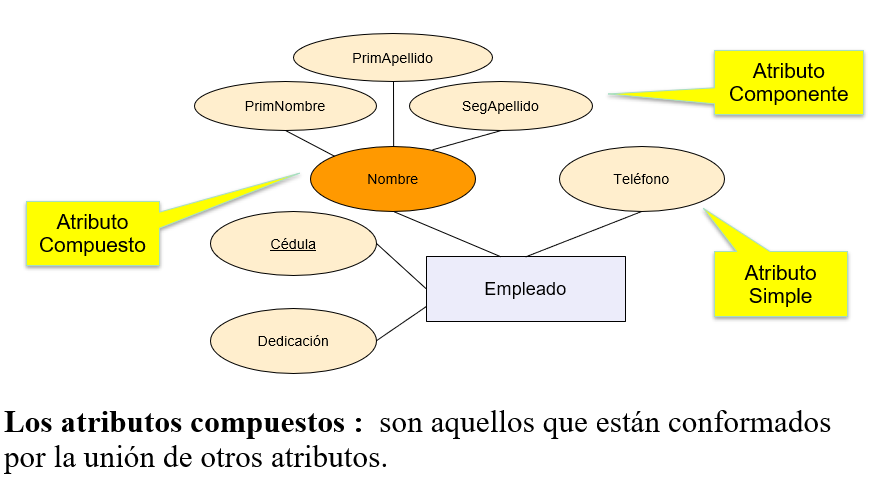 PrimApellido
Atributo
Componente
PrimNombre
SegApellido
Nombre
Teléfono
Atributo
Compuesto
Cédula
Empleado
Atributo
Simple
Dedicación
Los atributos compuestos :  son aquellos que están conformados
por la unión de otros atributos.